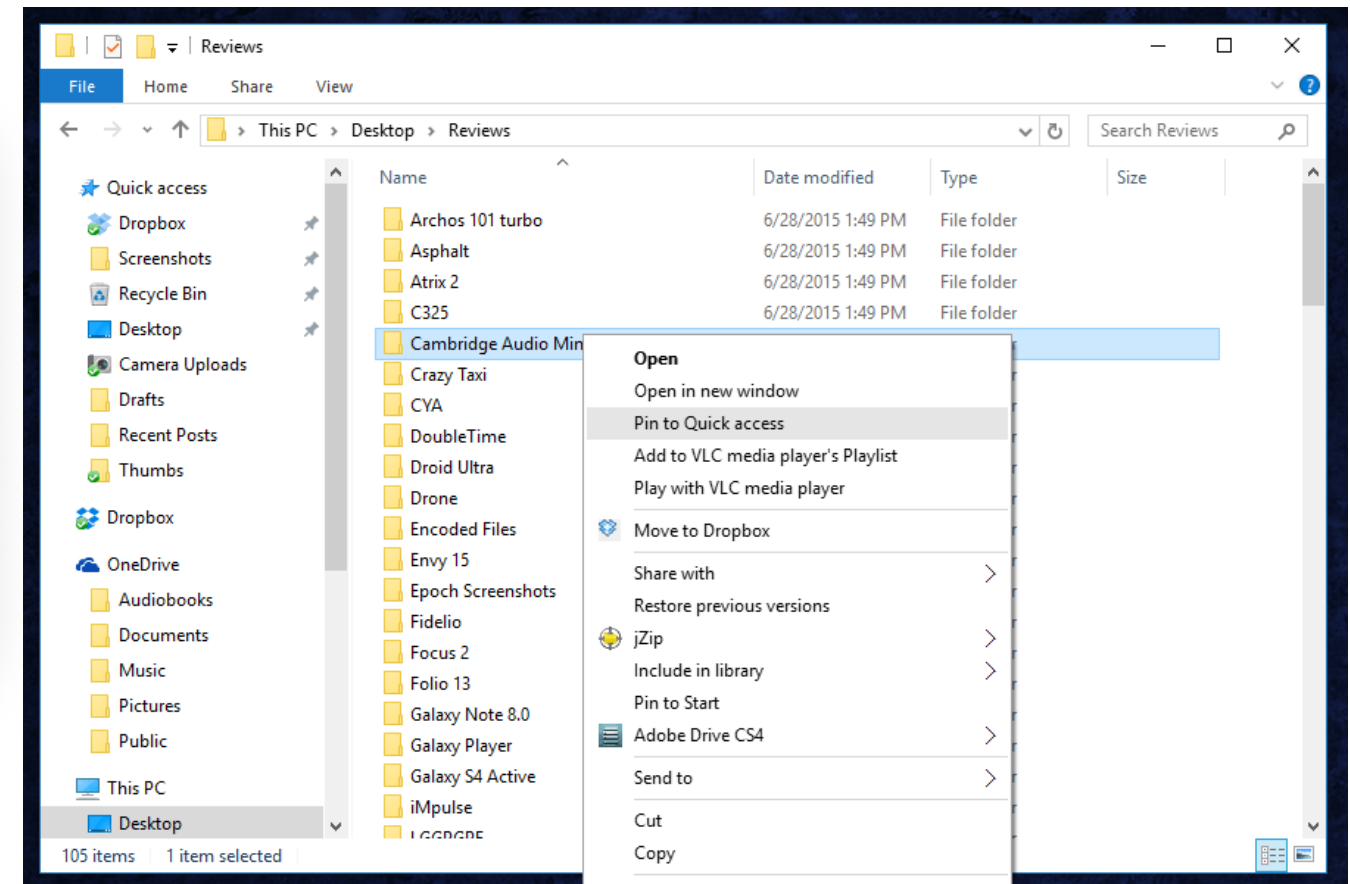 Reviews
File Home Share View
This PC > Desktop > Reviews
Search Reviews
Quick access
Dropbox
Screenshots
Recycle Bin
Desktop
Camera Uploads
Drafts
Recent Posts
Thumbs
Dropbox
OneDrive
Audiobooks
Documents
Music
Pictures
Public
This PC
Desktop
Name Date modified Type Size
Archos 101 turbo 6/28/2015 1:49 PM File folder
Asphalt 6/28/2015 1:49 PM File folder
Atrix 2 6/28/2015 1:49 PM File folder
C325 6/28/2015 1:49 PM File folder
Cambridge Audio Min
Crazy Taxi
CYA
DoubleTime
Droid Ultra
Drone
Encoded Files
Envy 15
Epoch Screenshots
Fidelio
Focus 2
Folio 13
Galaxy Note 8.0
Galaxy Player
Galaxy S4 Active
iMpulse
Open
Open in new window
Pin to Quick access
Add to VLC media player's Playlist
Play with VLC media player
Move to Dropbox
Share with
Restore previous versions
jZip
Include in library
Pin to Start
Adobe Drive CS4
Send to
Cut
Copy
105 items 1 item selected